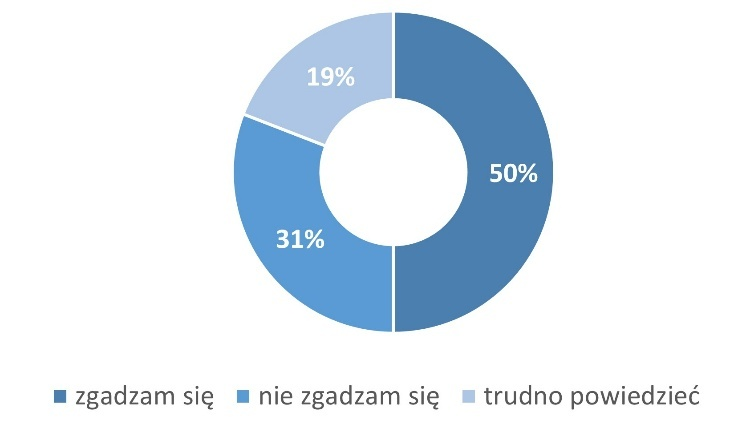 19%
50%
31%
zgadzam się nie zgadzam się trudno powiedzieć